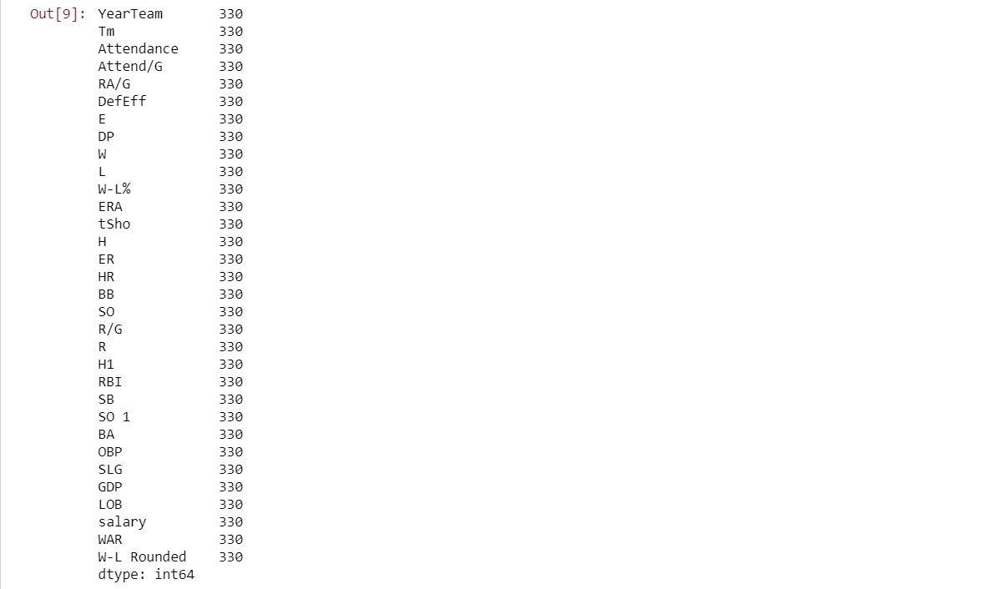 Out[9]: YearTeam 330
Tm 330
Attendance 330
Attend/G 330
RA/G 330
DefEff 330
E 330
DP 330
W 330
L 330
W-L% 330
ERA 330
tSho 330
H 330
ER 330
HR 330
BB 330
SO 330
R/G 330
R 330
H1 330
RBI 330
SB 330
SO 1 330
BA 330
OBP 330
SLG 330
GDP 330
LOB 330
salary 330
WAR 330
W-L Rounded 330
dtype: int64